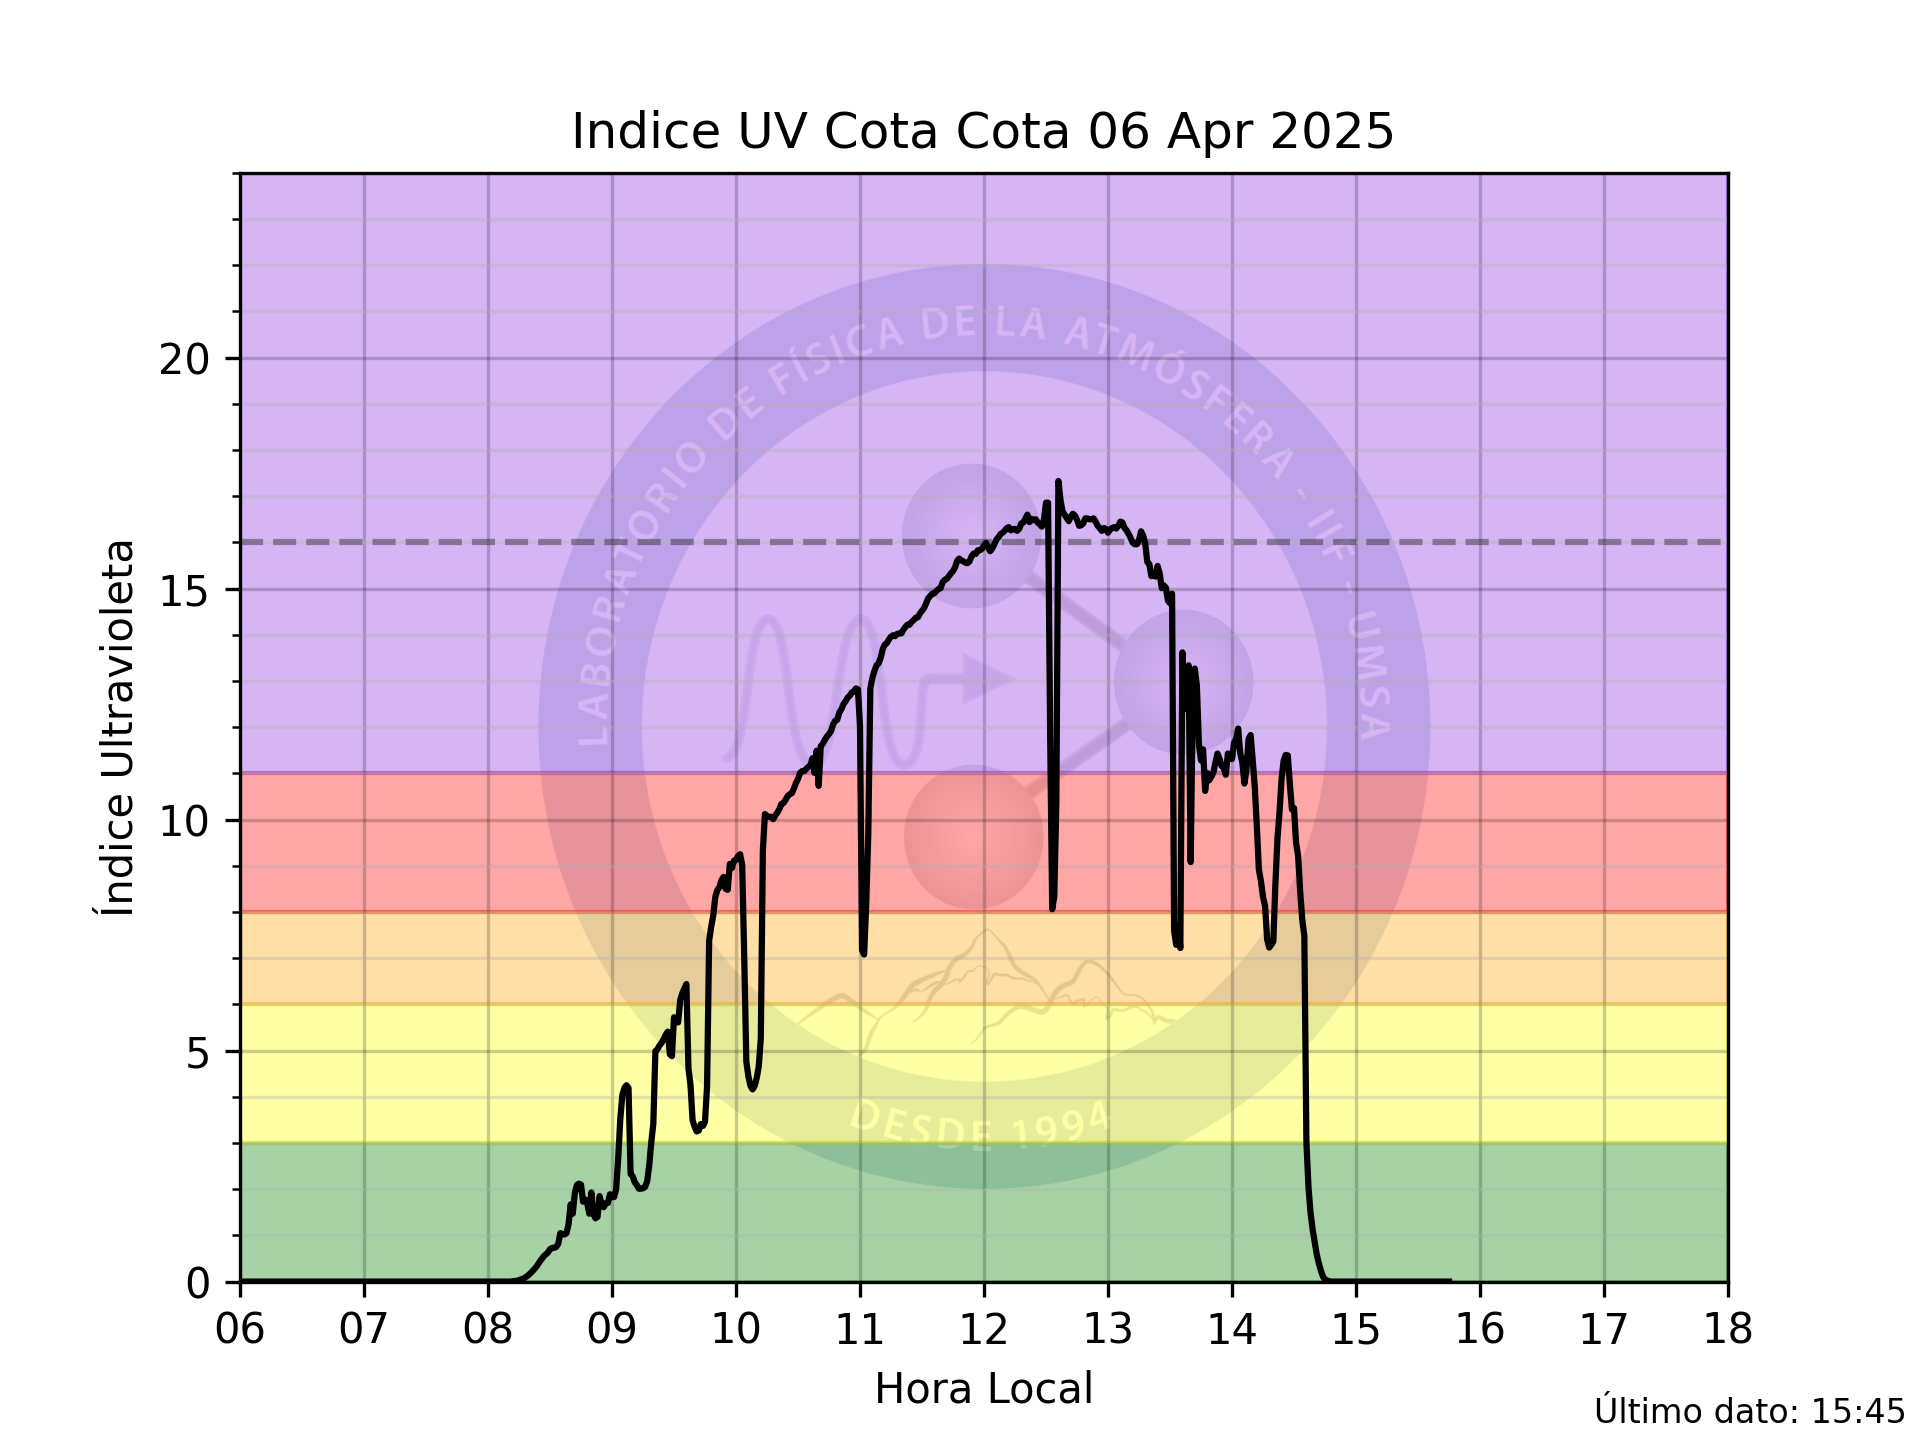 Indice UV Cota Cota 06 Apr 2025
LABORATORIO DE FÍSICA DE LA ATMÓSFERA - IIF - UMSA
DESDE 1994
Índice Ultravioleta
20
15
10
5
0
06 07 08 09 10 11 12 13 14 15 16 17 18
Hora Local
Último dato: 15:45